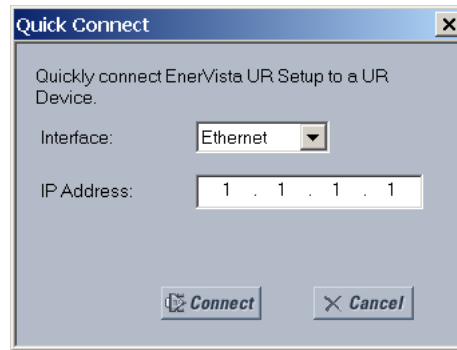 Quick Connect
Quickly connect EnerVista UR Setup to a UR
Device.
Interface: Ethernet
IP Address: 1 . 1 . 1 . 1
Connect Cancel